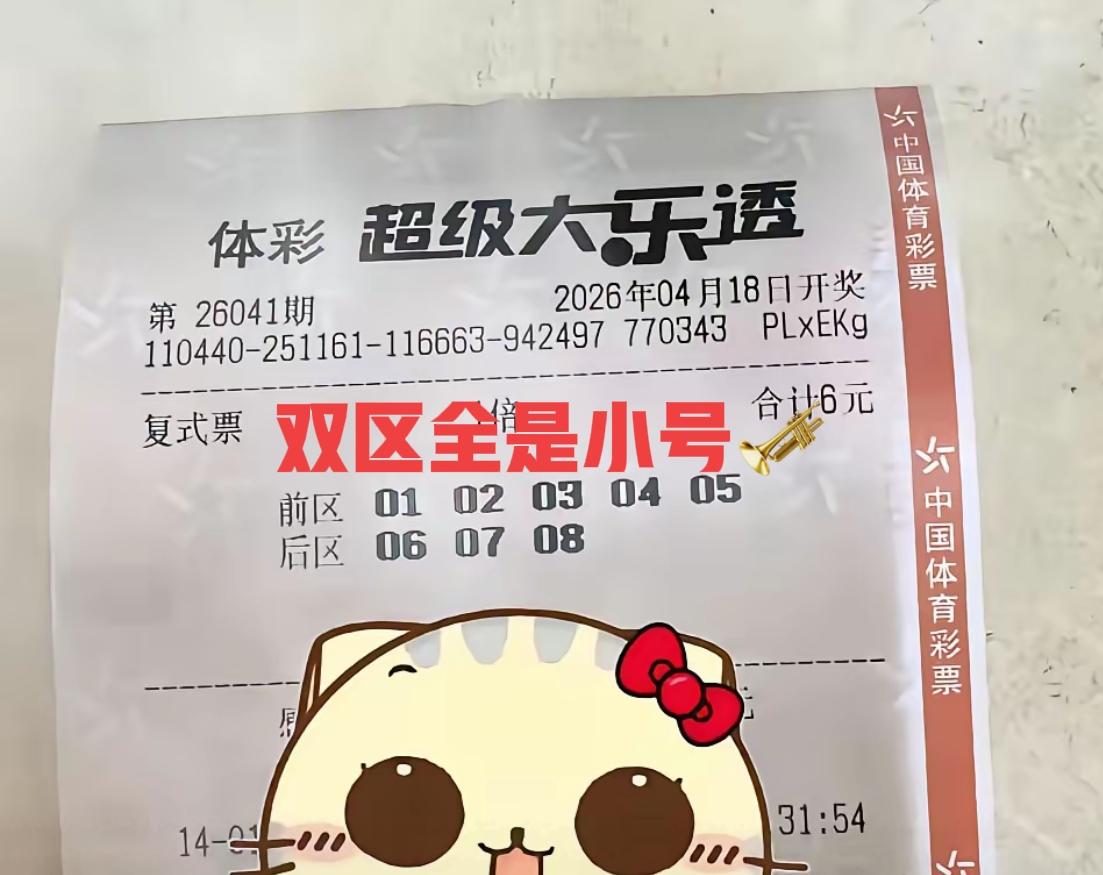 体彩 超级大乐透
第 26041期 2026年04月18日开奖
110440-251161-116663-942497 770343 PLxEKg
复式票 倍 合计6元
双区全是小号
前区 01 02 03 04 05
后区 06 07 08
14-01 31:54
中国体育彩票
中国体育彩票